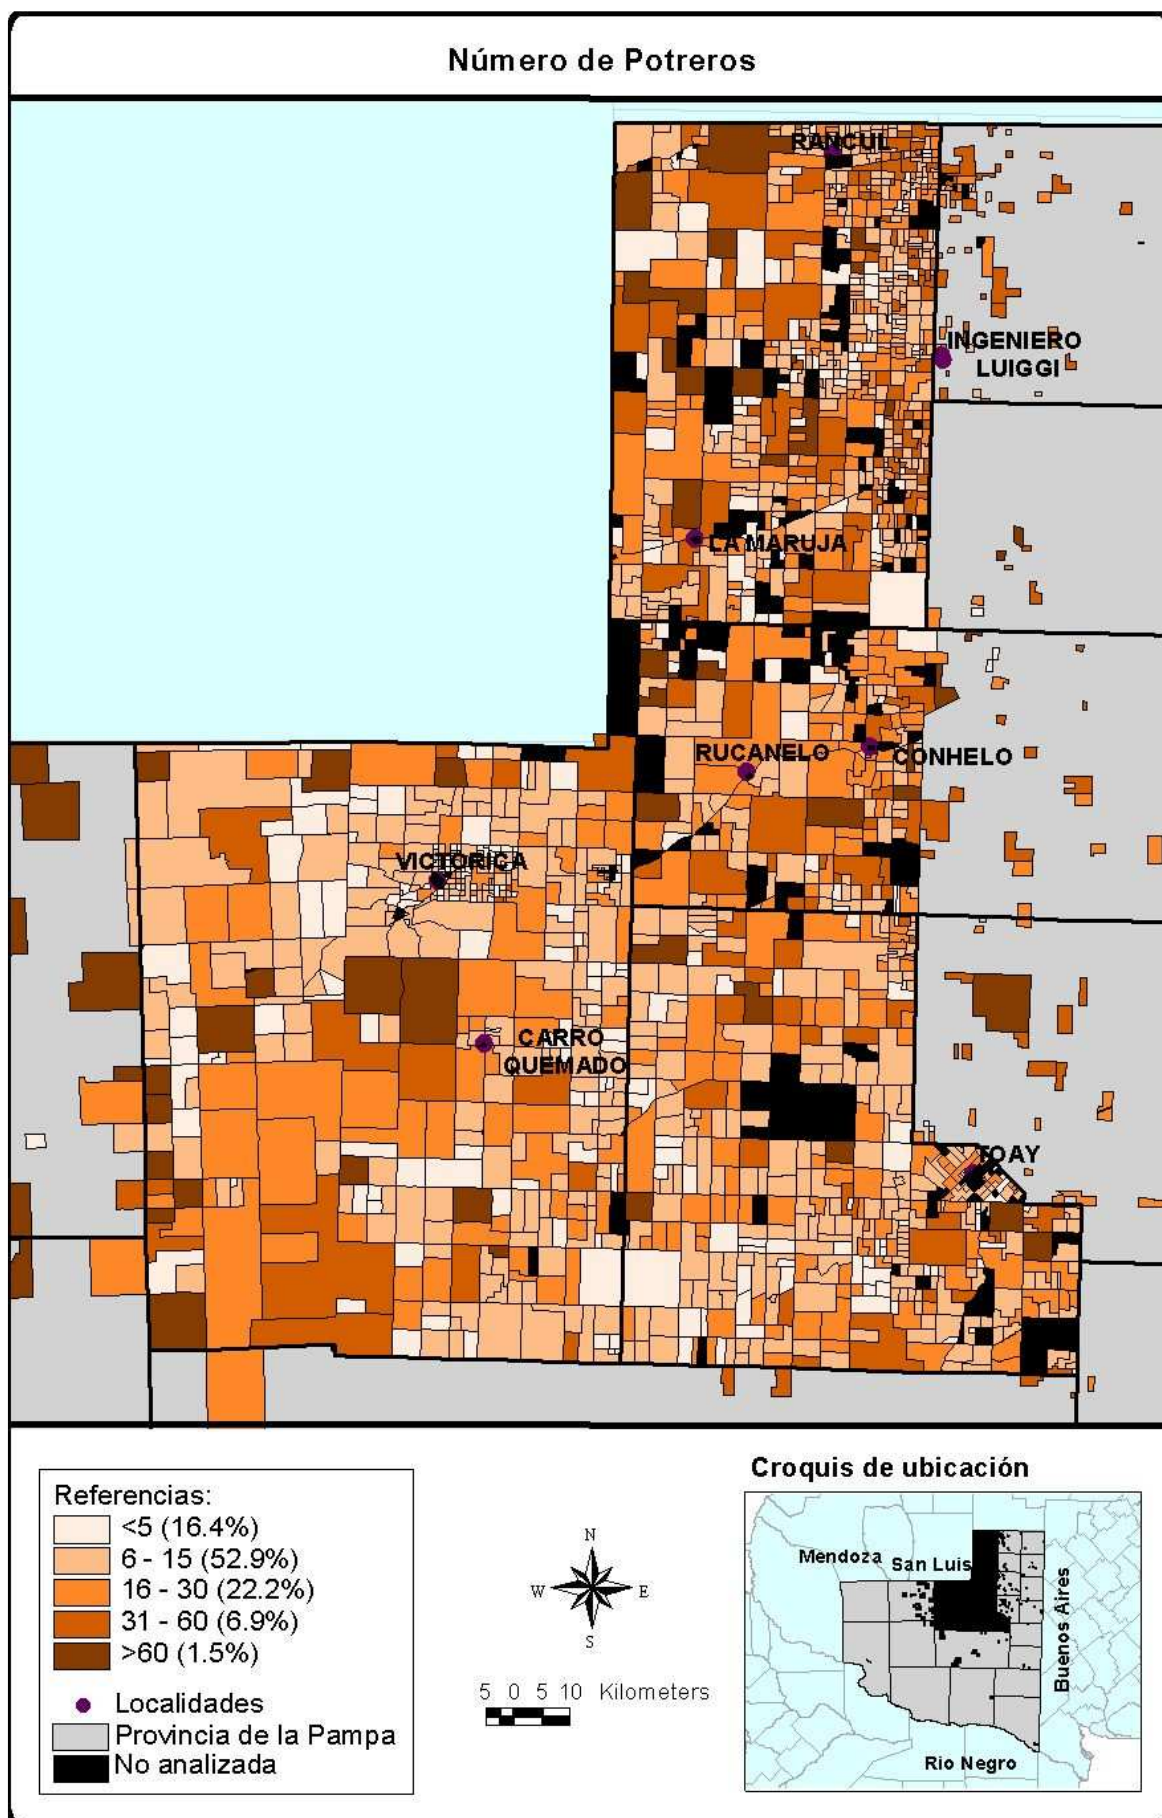 Número de Potreros
RANCUL
INGENIERO
LUIGGI
LA MARUJA
RUCANELO
CONHELO
VICTORICA
CARRO
QUEMADO
TOAY
Referencias:
<5 (16.4%)
6 - 15 (52.9%)
16 - 30 (22.2%)
31 - 60 (6.9%)
>60 (1.5%)
Localidades
Provincia de la Pampa
No analizada
N
W E
S
5 0 5 10 Kilometers
Croquis de ubicación
Mendoza
San Luis
Buenos Aires
Rio Negro